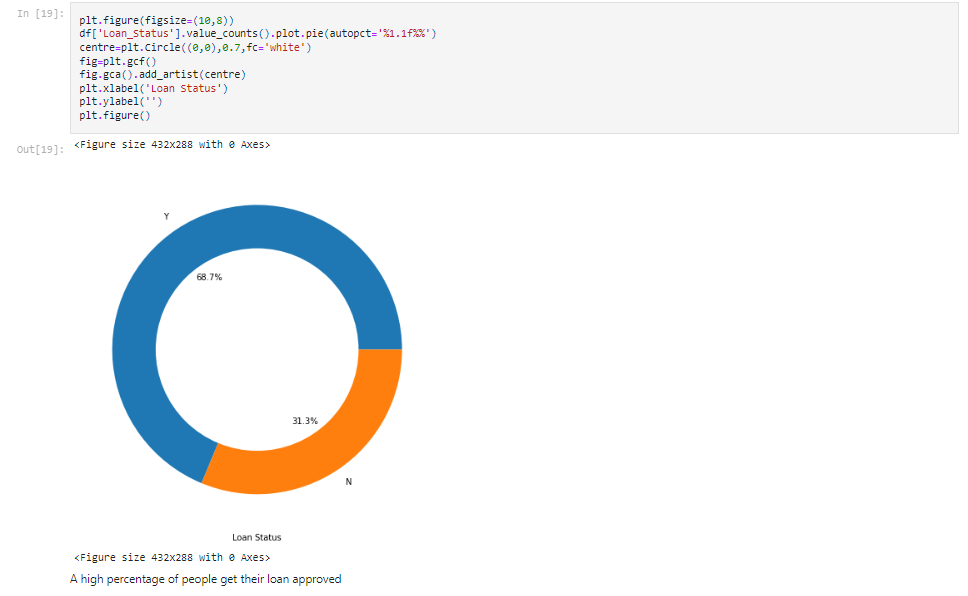 In [19]:
plt.figure(figsize=(10,8))
df['Loan_Status'].value_counts().plot.pie(autopct='%1.1f%%')
centre=plt.Circle((0,0),0.7,fc='white')
fig=plt.gcf()
fig.gca().add_artist(centre)
plt.xlabel('Loan Status')
plt.ylabel('')
plt.figure()
Out[19]:
<Figure size 432x288 with 0 Axes>
Y
68.7%
31.3%
N
Loan Status
<Figure size 432x288 with 0 Axes>
A high percentage of people get their loan approved